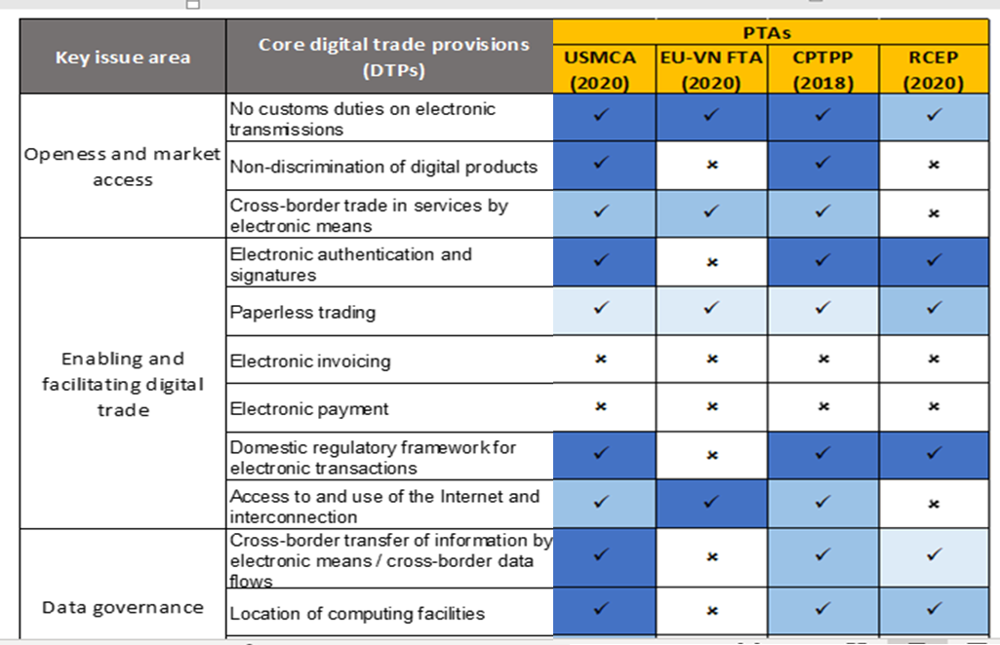 Key issue area
Core digital trade provisions
(DTPs)
PTAs
USMCA
(2020)
EU-VN FTA
(2020)
CPTPP
(2018)
RCEP
(2020)
Openess and market
access
No customs duties on electronic
transmissions
✓ ✓ ✓ ✓
Non-discrimination of digital products
✓ × ✓ ×
Cross-border trade in services by
electronic means
✓ ✓ ✓ ×
Enabling and
facilitating digital
trade
Electronic authentication and
signatures
✓ × ✓ ✓
Paperless trading
✓ ✓ ✓ ✓
Electronic invoicing
× × × ×
Electronic payment
× × × ×
Domestic regulatory framework for
electronic transactions
✓ × ✓ ✓
Access to and use of the Internet and
interconnection
✓ ✓ ✓ ×
Data governance
Cross-border transfer of information by
electronic means / cross-border data
flows
✓ × ✓ ✓
Location of computing facilities
✓ × ✓ ✓